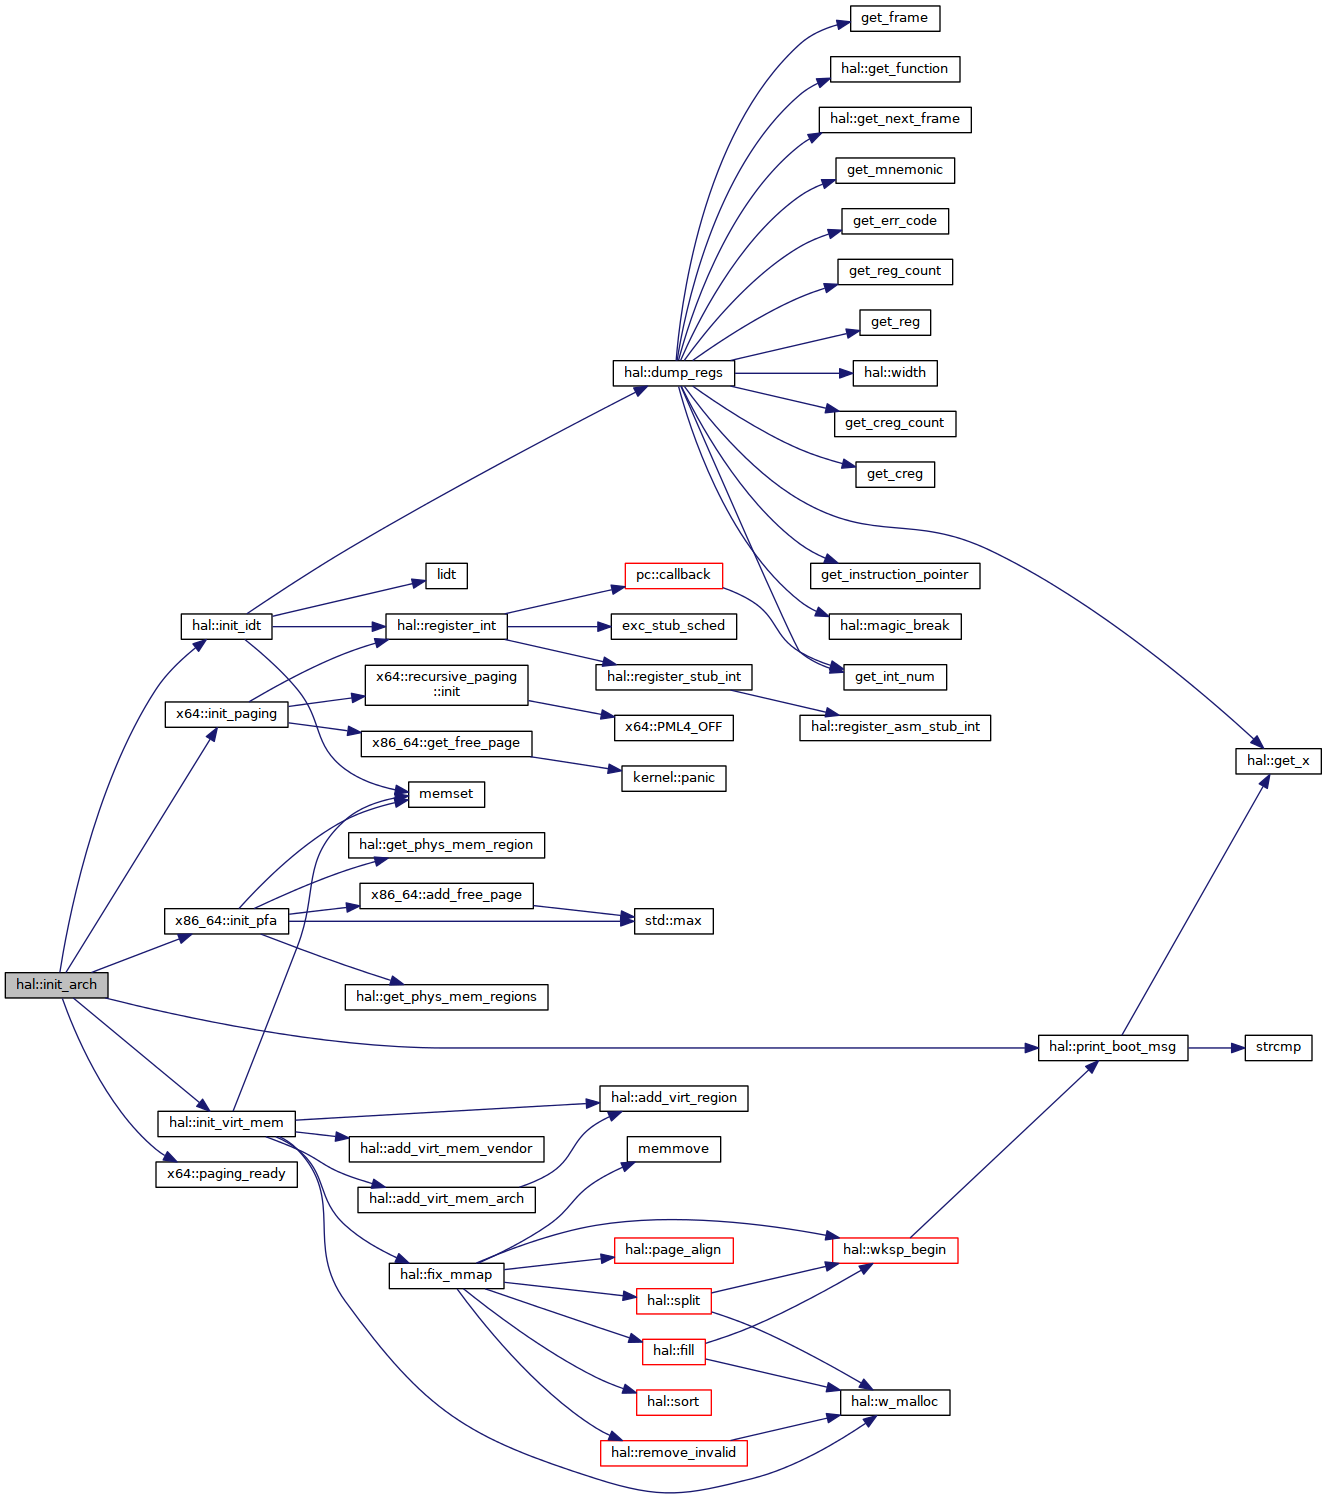 get_frame
hal::get_function
hal::get_next_frame
get_mnemonic
get_err_code
get_reg_count
get_reg
hal::dump_regs
hal::width
get_creg_count
get_creg
lidt
pc::callback
get_instruction_pointer
hal::init_idt
hal::register_int
exc_stub_sched
hal::magic_break
x64::recursive_paging
::init
hal::register_stub_int
get_int_num
x64::init_paging
x64::PML4_OFF
hal::register_asm_stub_int
x86_64::get_free_page
hal::get_x
kernel::panic
memset
hal::get_phys_mem_region
x86_64::add_free_page
x86_64::init_pfa
std::max
hal::init_arch
hal::get_phys_mem_regions
hal::print_boot_msg
strcmp
hal::add_virt_region
hal::init_virt_mem
hal::add_virt_mem_vendor
memmove
x64::paging_ready
hal::add_virt_mem_arch
hal::page_align
hal::wksp_begin
hal::fix_mmap
hal::split
hal::fill
hal::sort
hal::w_malloc
hal::remove_invalid